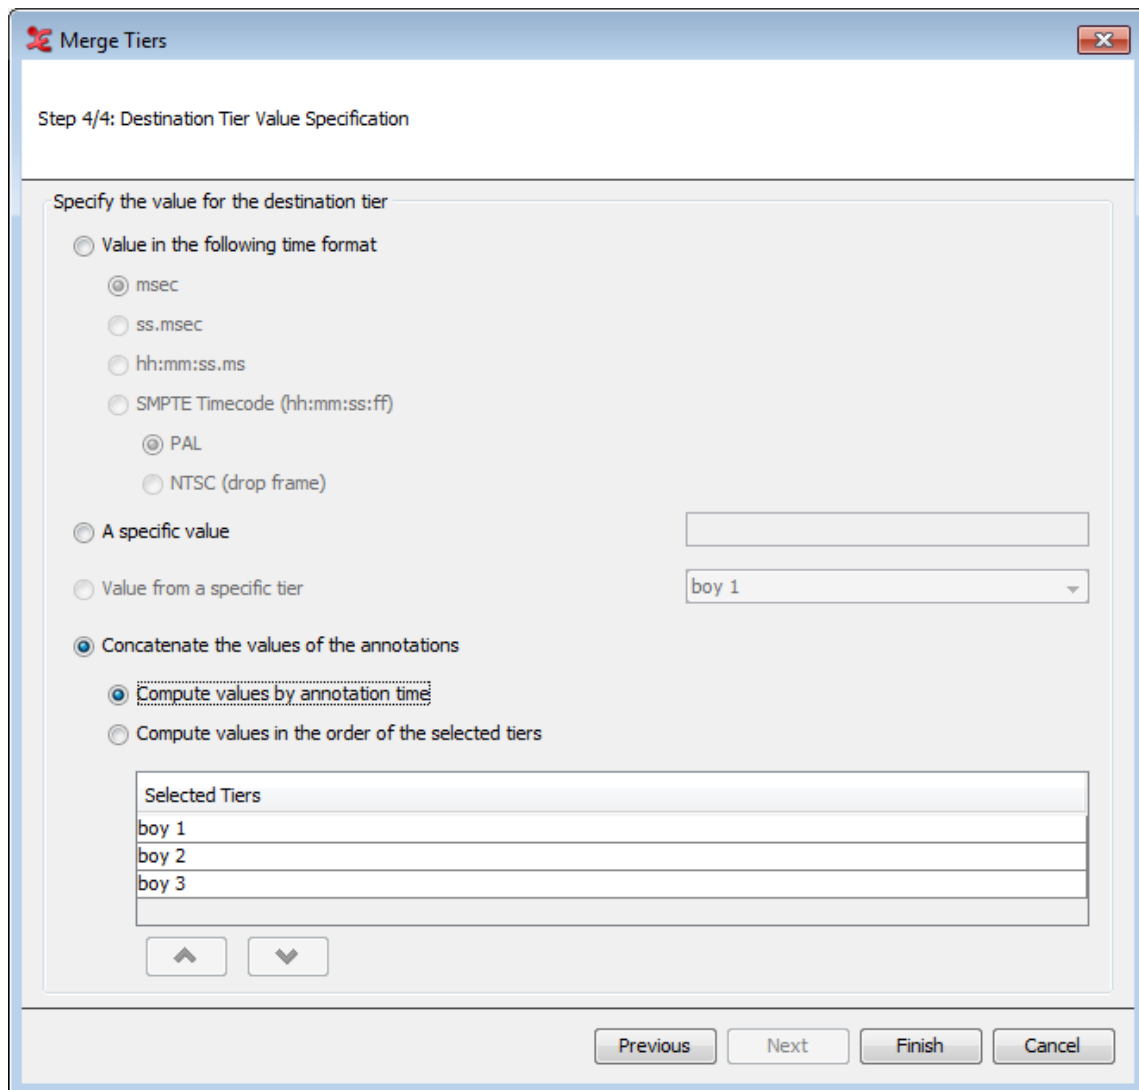 Merge Tiers
Step 4/4: Destination Tier Value Specification
Specify the value for the destination tier
Value in the following time format
msec
ss.msec
hh:mm:ss.ms
SMPTE Timecode (hh:mm:ss:ff)
PAL
NTSC (drop frame)
A specific value
Value from a specific tier boy 1
Concatenate the values of the annotations
Compute values by annotation time
Compute values in the order of the selected tiers
Selected Tiers
boy 1
boy 2
boy 3
Previous Next Finish Cancel